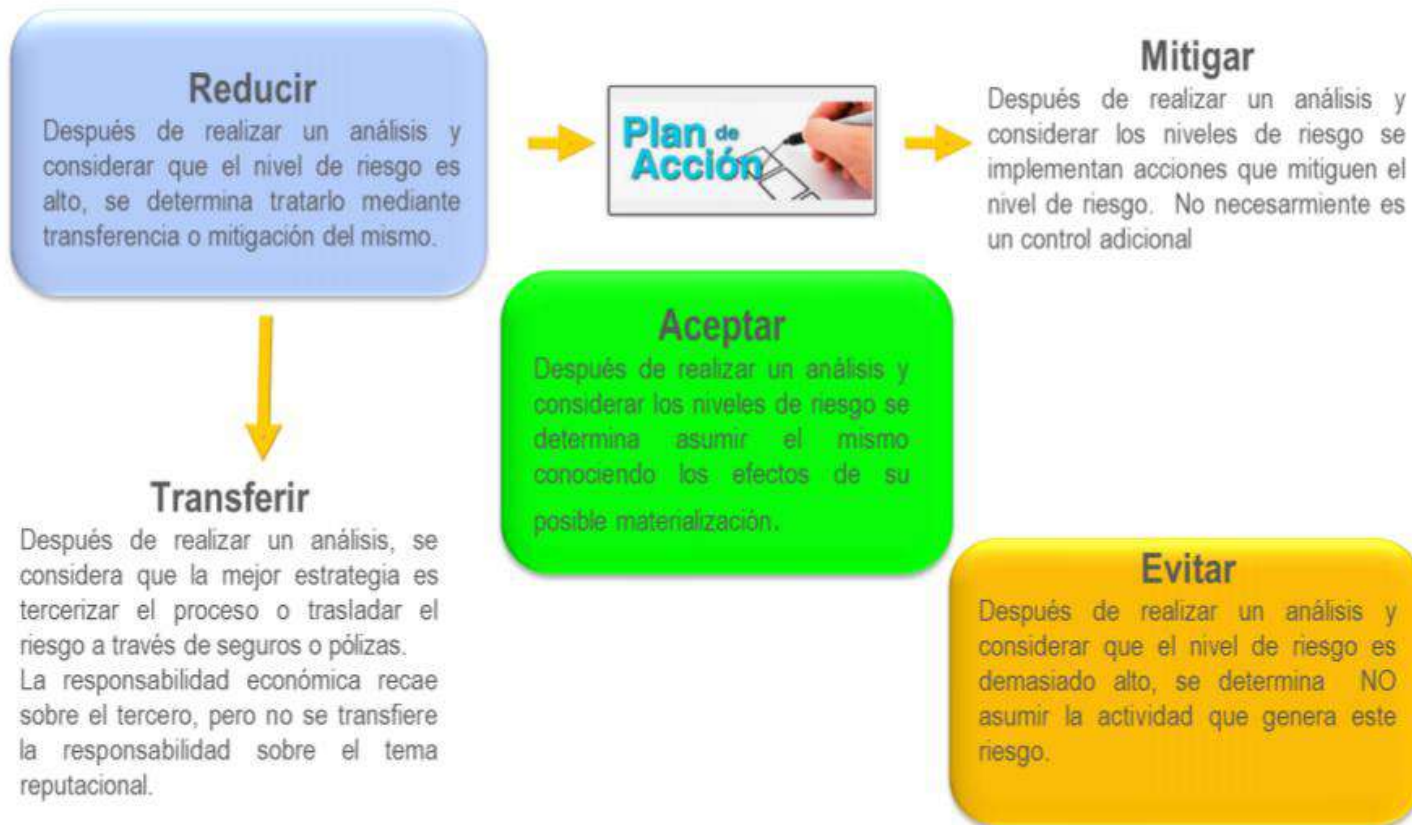 Reducir
Después de realizar un análisis y
considerar que el nivel de riesgo es
alto, se determina tratarlo mediante
transferencia o mitigación del mismo.
Plan de
Acción
Mitigar
Después de realizar un análisis y
considerar los niveles de riesgo se
implementan acciones que mitiguen el
nivel de riesgo. No necesarmiente es
un control adicional
Aceptar
Después de realizar un análisis y
considerar los niveles de riesgo se
determina asumir el mismo
conociendo los efectos de su
posible materialización.
Transferir
Después de realizar un análisis, se
considera que la mejor estrategia es
tercerizar el proceso o trasladar el
riesgo a través de seguros o pólizas.
La responsabilidad económica recae
sobre el tercero, pero no se transfiere
la responsabilidad sobre el tema
reputacional.
Evitar
Después de realizar un análisis y
considerar que el nivel de riesgo es
demasiado alto, se determina NO
asumir la actividad que genera este
riesgo.